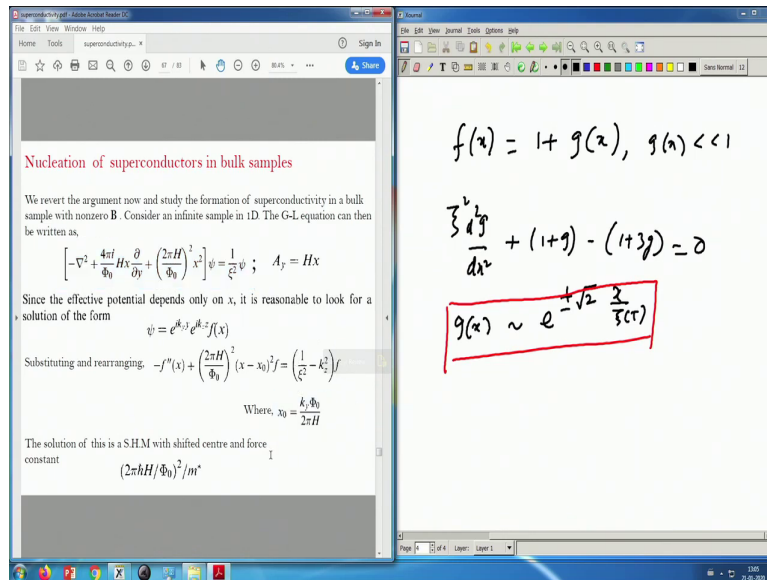 superconductivity.pdf - Adobe Acrobat Reader DC
File Edit View Window Help
Home Tools superconductivity.p... × Sign In
67 / 83 80.4% Share
Nucleation of superconductors in bulk samples
We revert the argument now and study the formation of superconductivity in a bulk
sample with nonzero B . Consider an infinite sample in 1D. The G-L equation can then
be written as,
[-∇² + 4πi/Φ₀ Hx ∂/∂y + (2πH/Φ₀)² x²]ψ = 1/ξ² ψ ; A_y = Hx
Since the effective potential depends only on x, it is reasonable to look for a
solution of the form
ψ = e^{ik_y y} e^{ik_z z} f(x)
Substituting and rearranging, -f''(x) + (2πH/Φ₀)² (x - x₀)² f = (1/ξ² - k_z²) f
Where, x₀ = k_yΦ₀/2πH
The solution of this is a S.H.M with shifted centre and force
constant
(2πhH/Φ₀)²/m*
Xournal
File Edit View Journal Tools Options Help
Sans Normal 12
f(x) = 1 + g(x), g(x) << 1
ξ² d²g/dx² + (1+g) - (1+3g) = 0
g(x) ~ e^{±√2 x/ξ(T)}
Page 4 of 4 Layer: Layer 1
13:05